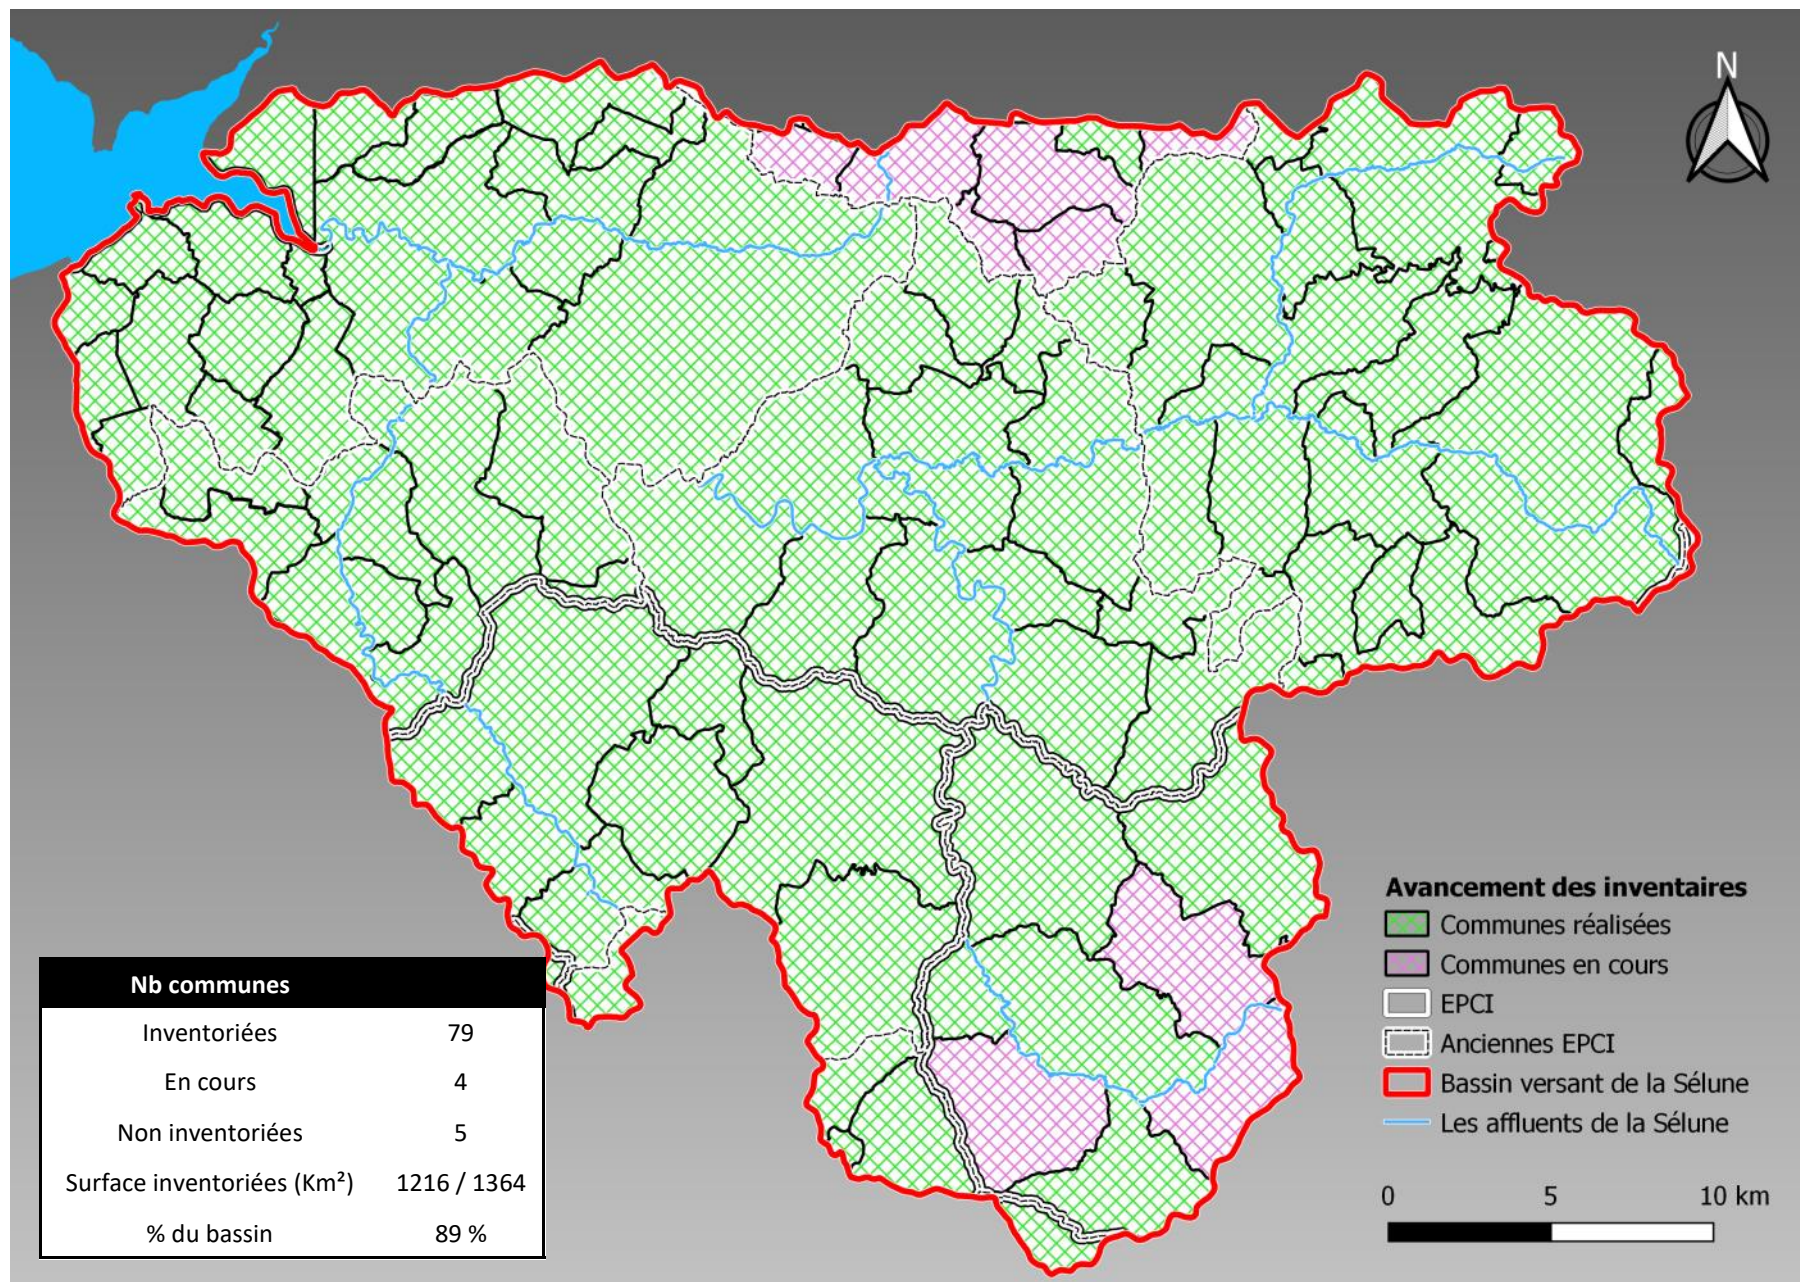 N
Avancement des inventaires
Communes réalisées
Communes en cours
EPCI
Anciennes EPCI
Bassin versant de la Sélune
Les affluents de la Sélune
0 5 10 km
Nb communes
Inventoriées 79
En cours 4
Non inventoriées 5
Surface inventoriées (Km²) 1216 / 1364
% du bassin 89 %